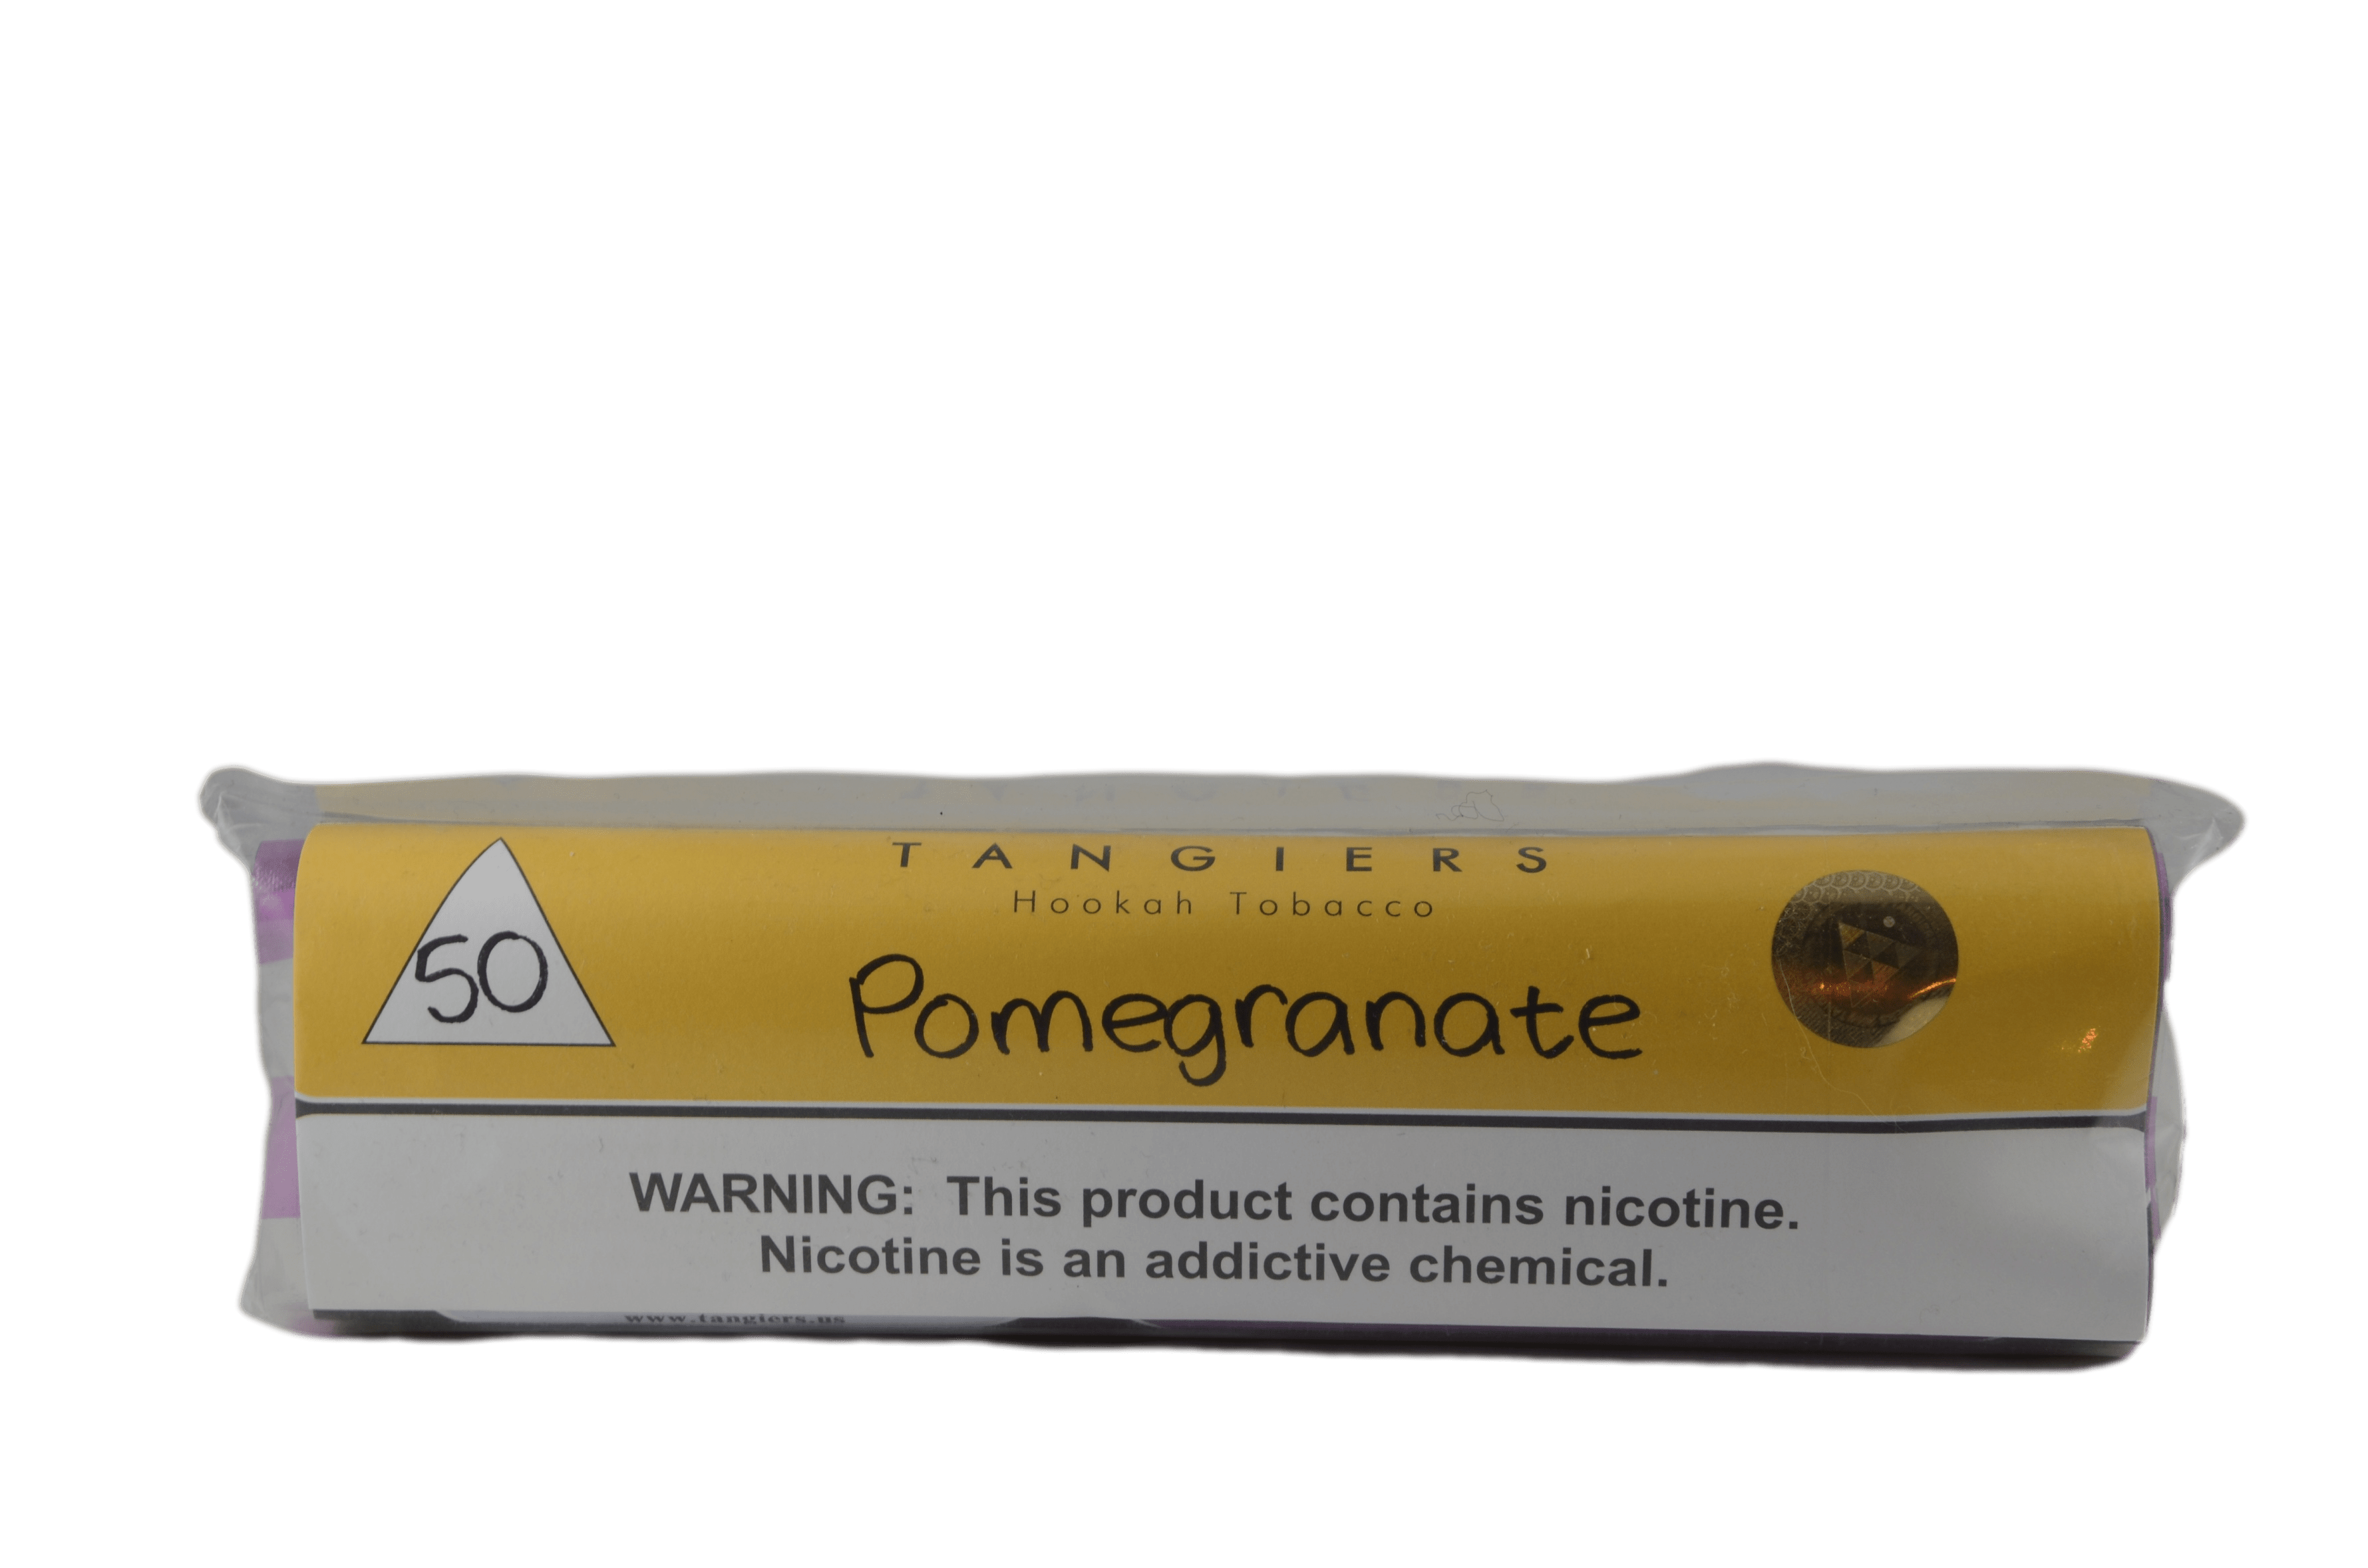 TANGIERS
Hookah Tobacco
50
Pomegranate
WARNING: This product contains nicotine.
Nicotine is an addictive chemical.
www.tangiers.us